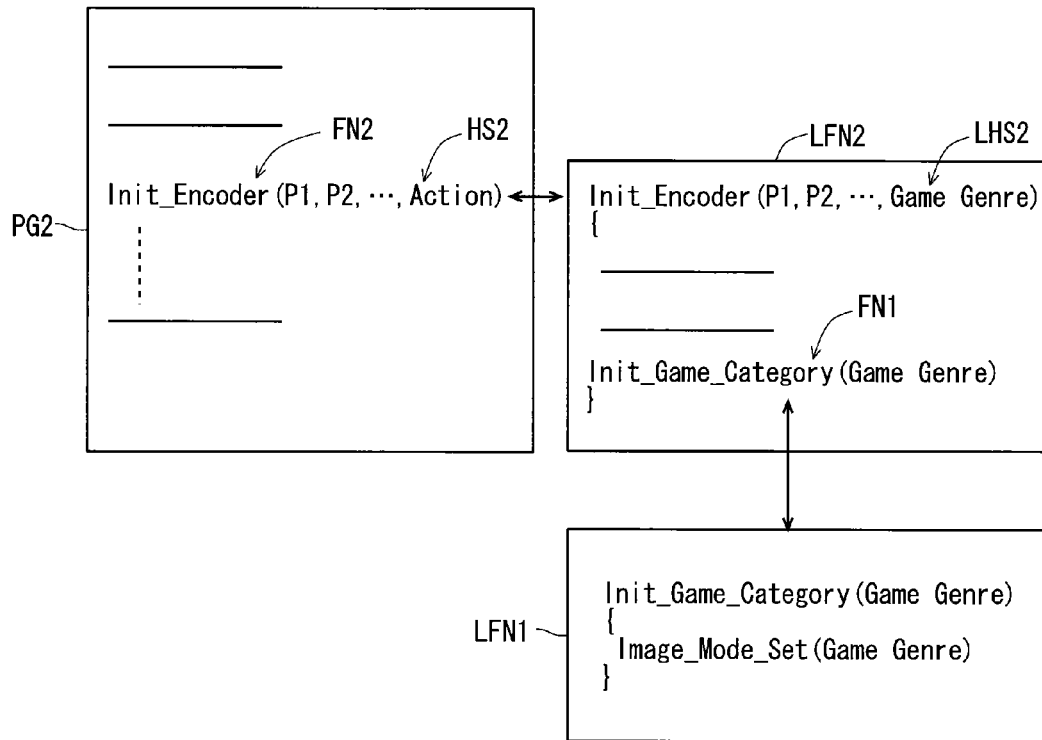 FN2
HS2
Init_Encoder(P1,P2,…,Action)
PG2
LFN2
LHS2
Init_Encoder(P1,P2,…,Game Genre)
{
FN1
Init_Game_Category(Game Genre)
}
LFN1
Init_Game_Category(Game Genre)
{
Image_Mode_Set(Game Genre)
}